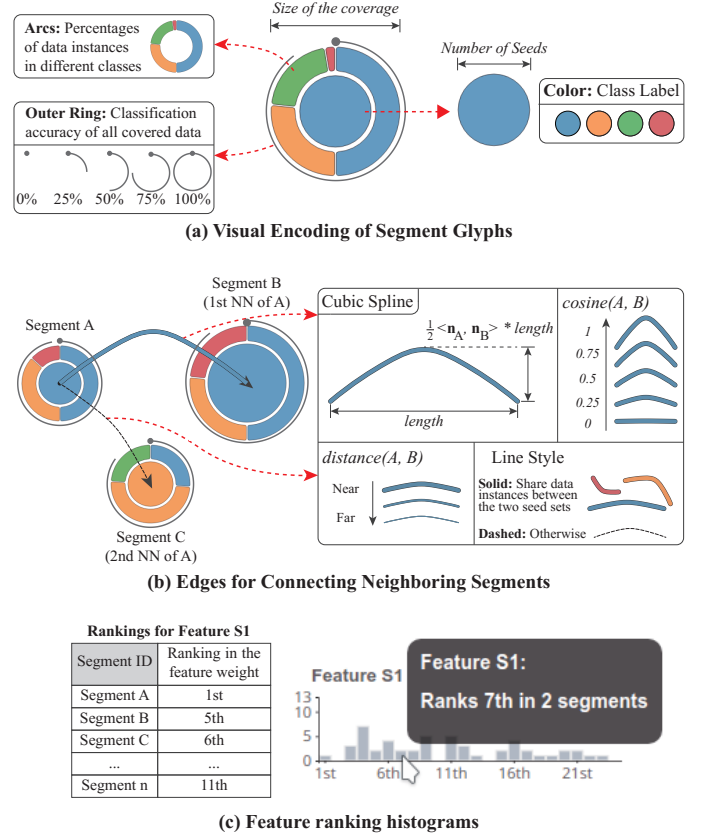 Size of the coverage
Arcs: Percentages
of data instances
in different classes
Number of Seeds
Color: Class Label
Outer Ring: Classification
accuracy of all covered data
0% 25% 50% 75% 100%
(a) Visual Encoding of Segment Glyphs
Segment A
Segment B
(1st NN of A)
Segment C
(2nd NN of A)
Cubic Spline
½ <n_A, n_B> * length
length
cosine(A, B)
1
0.75
0.5
0.25
0
distance(A, B)
Near
Far
Line Style
Solid: Share data
instances between
the two seed sets
Dashed: Otherwise
(b) Edges for Connecting Neighboring Segments
Rankings for Feature S1
Segment ID Ranking in the
feature weight
Segment A 1st
Segment B 5th
Segment C 6th
... ...
Segment n 11th
Feature S1
13
10
5
0
1st 6th 11th 16th 21st
Feature S1:
Ranks 7th in 2 segments
(c) Feature ranking histograms